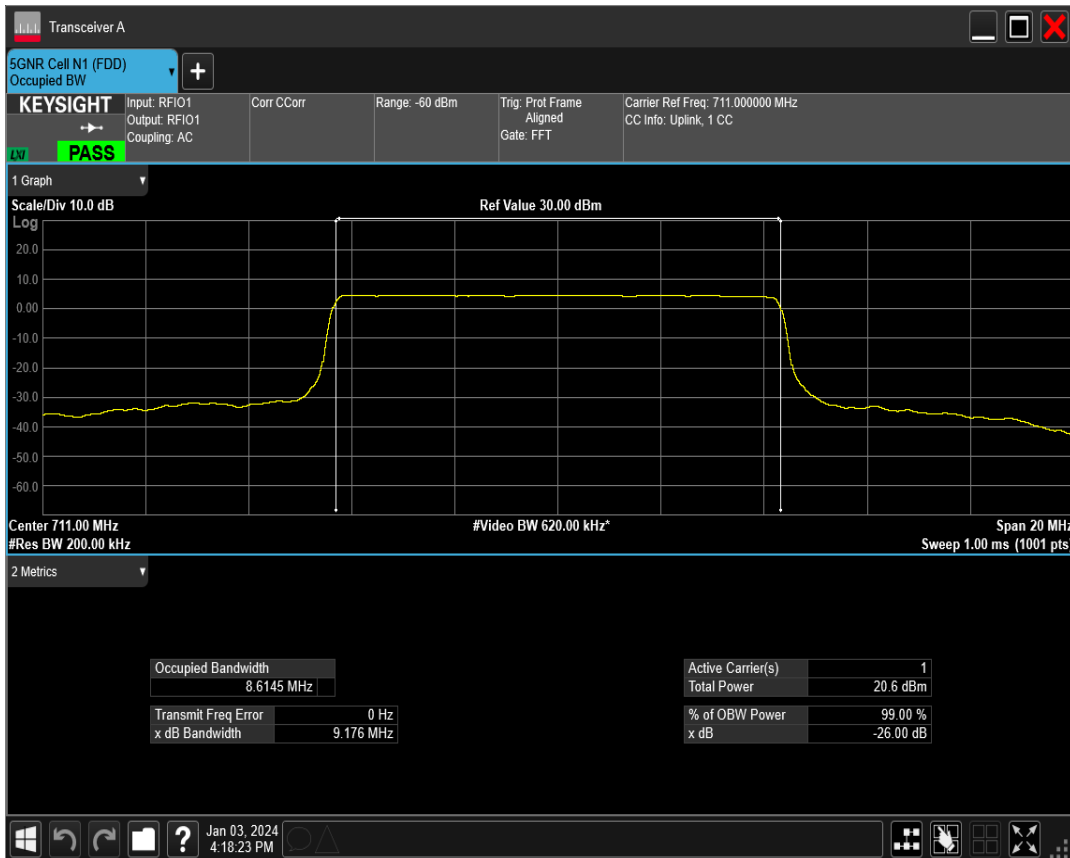 Transceiver A
5GNR Cell N1 (FDD)
Occupied BW
+
KEYSIGHT
LXI
PASS
Input: RFIO1
Output: RFIO1
Coupling: AC
Corr CCorr
Range: -60 dBm
Trig: Prot Frame
Aligned
Gate: FFT
Carrier Ref Freq: 711.000000 MHz
CC Info: Uplink, 1 CC
1 Graph
Scale/Div 10.0 dB
Ref Value 30.00 dBm
Log
20.0
10.0
0.00
-10.0
-20.0
-30.0
-40.0
-50.0
-60.0
Center 711.00 MHz
#Video BW 620.00 kHz*
Span 20 MHz
#Res BW 200.00 kHz
Sweep 1.00 ms (1001 pts)
2 Metrics
Occupied Bandwidth
8.6145 MHz
Transmit Freq Error 0 Hz
x dB Bandwidth 9.176 MHz
Active Carrier(s) 1
Total Power 20.6 dBm
% of OBW Power 99.00 %
x dB -26.00 dB
?
Jan 03, 2024
4:18:23 PM